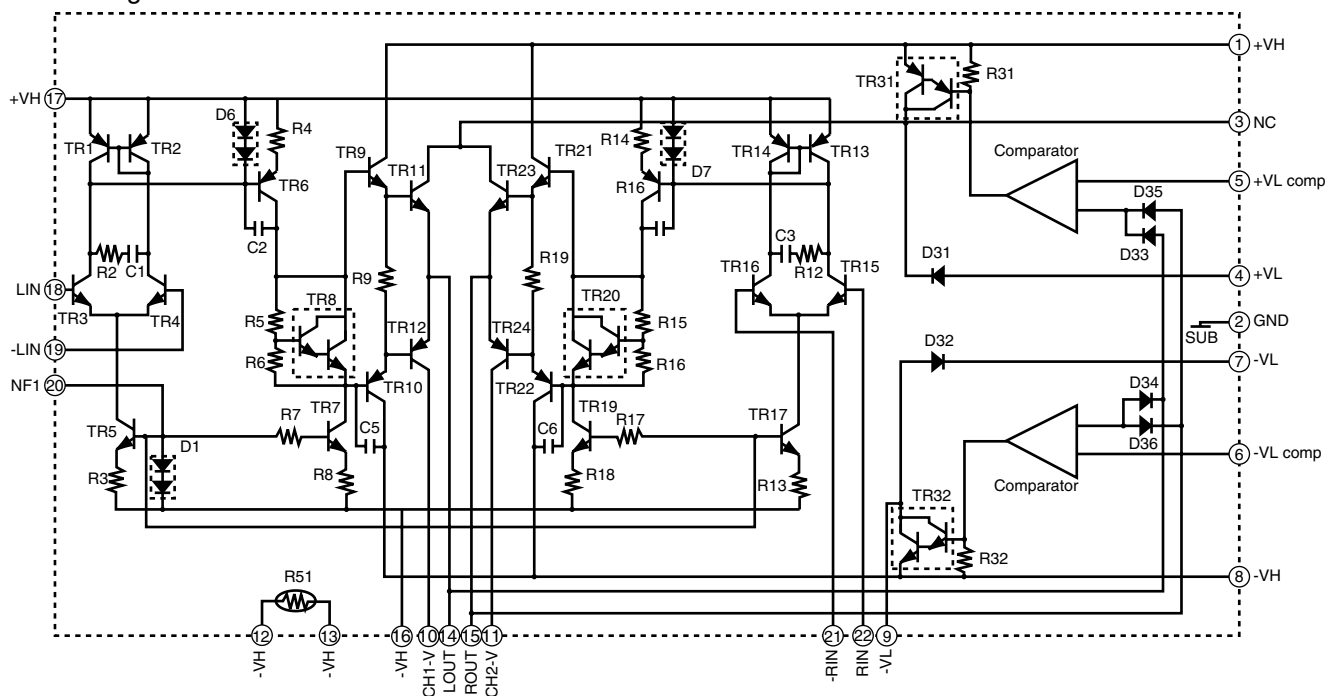 1 +VH
TR31
R31
+VH 17
D6
R4
R14
3 NC
TR1
TR2
TR9
TR11
TR23
TR21
TR14
TR13
Comparator
D7
TR6
R16
5 +VL comp
D35
D33
C2
R2
C1
R9
R19
C3
R12
TR16
TR15
D31
4 +VL
LIN 18
TR3
TR4
R5
TR8
TR20
R15
2 GND
SUB
-LIN 19
R6
TR12
TR24
R16
D32
7 -VL
NF1 20
TR10
TR22
D34
TR5
R7
TR7
C5
C6
TR19
R17
TR17
D36
D1
6 -VL comp
R3
R8
R18
R13
Comparator
TR32
R32
R51
8 -VH
12 -VH
13 -VH
16 -VH
10 CH1-V
14 LOUT
15 ROUT
11 CH2-V
21 -RIN
22 RIN
9 -VL